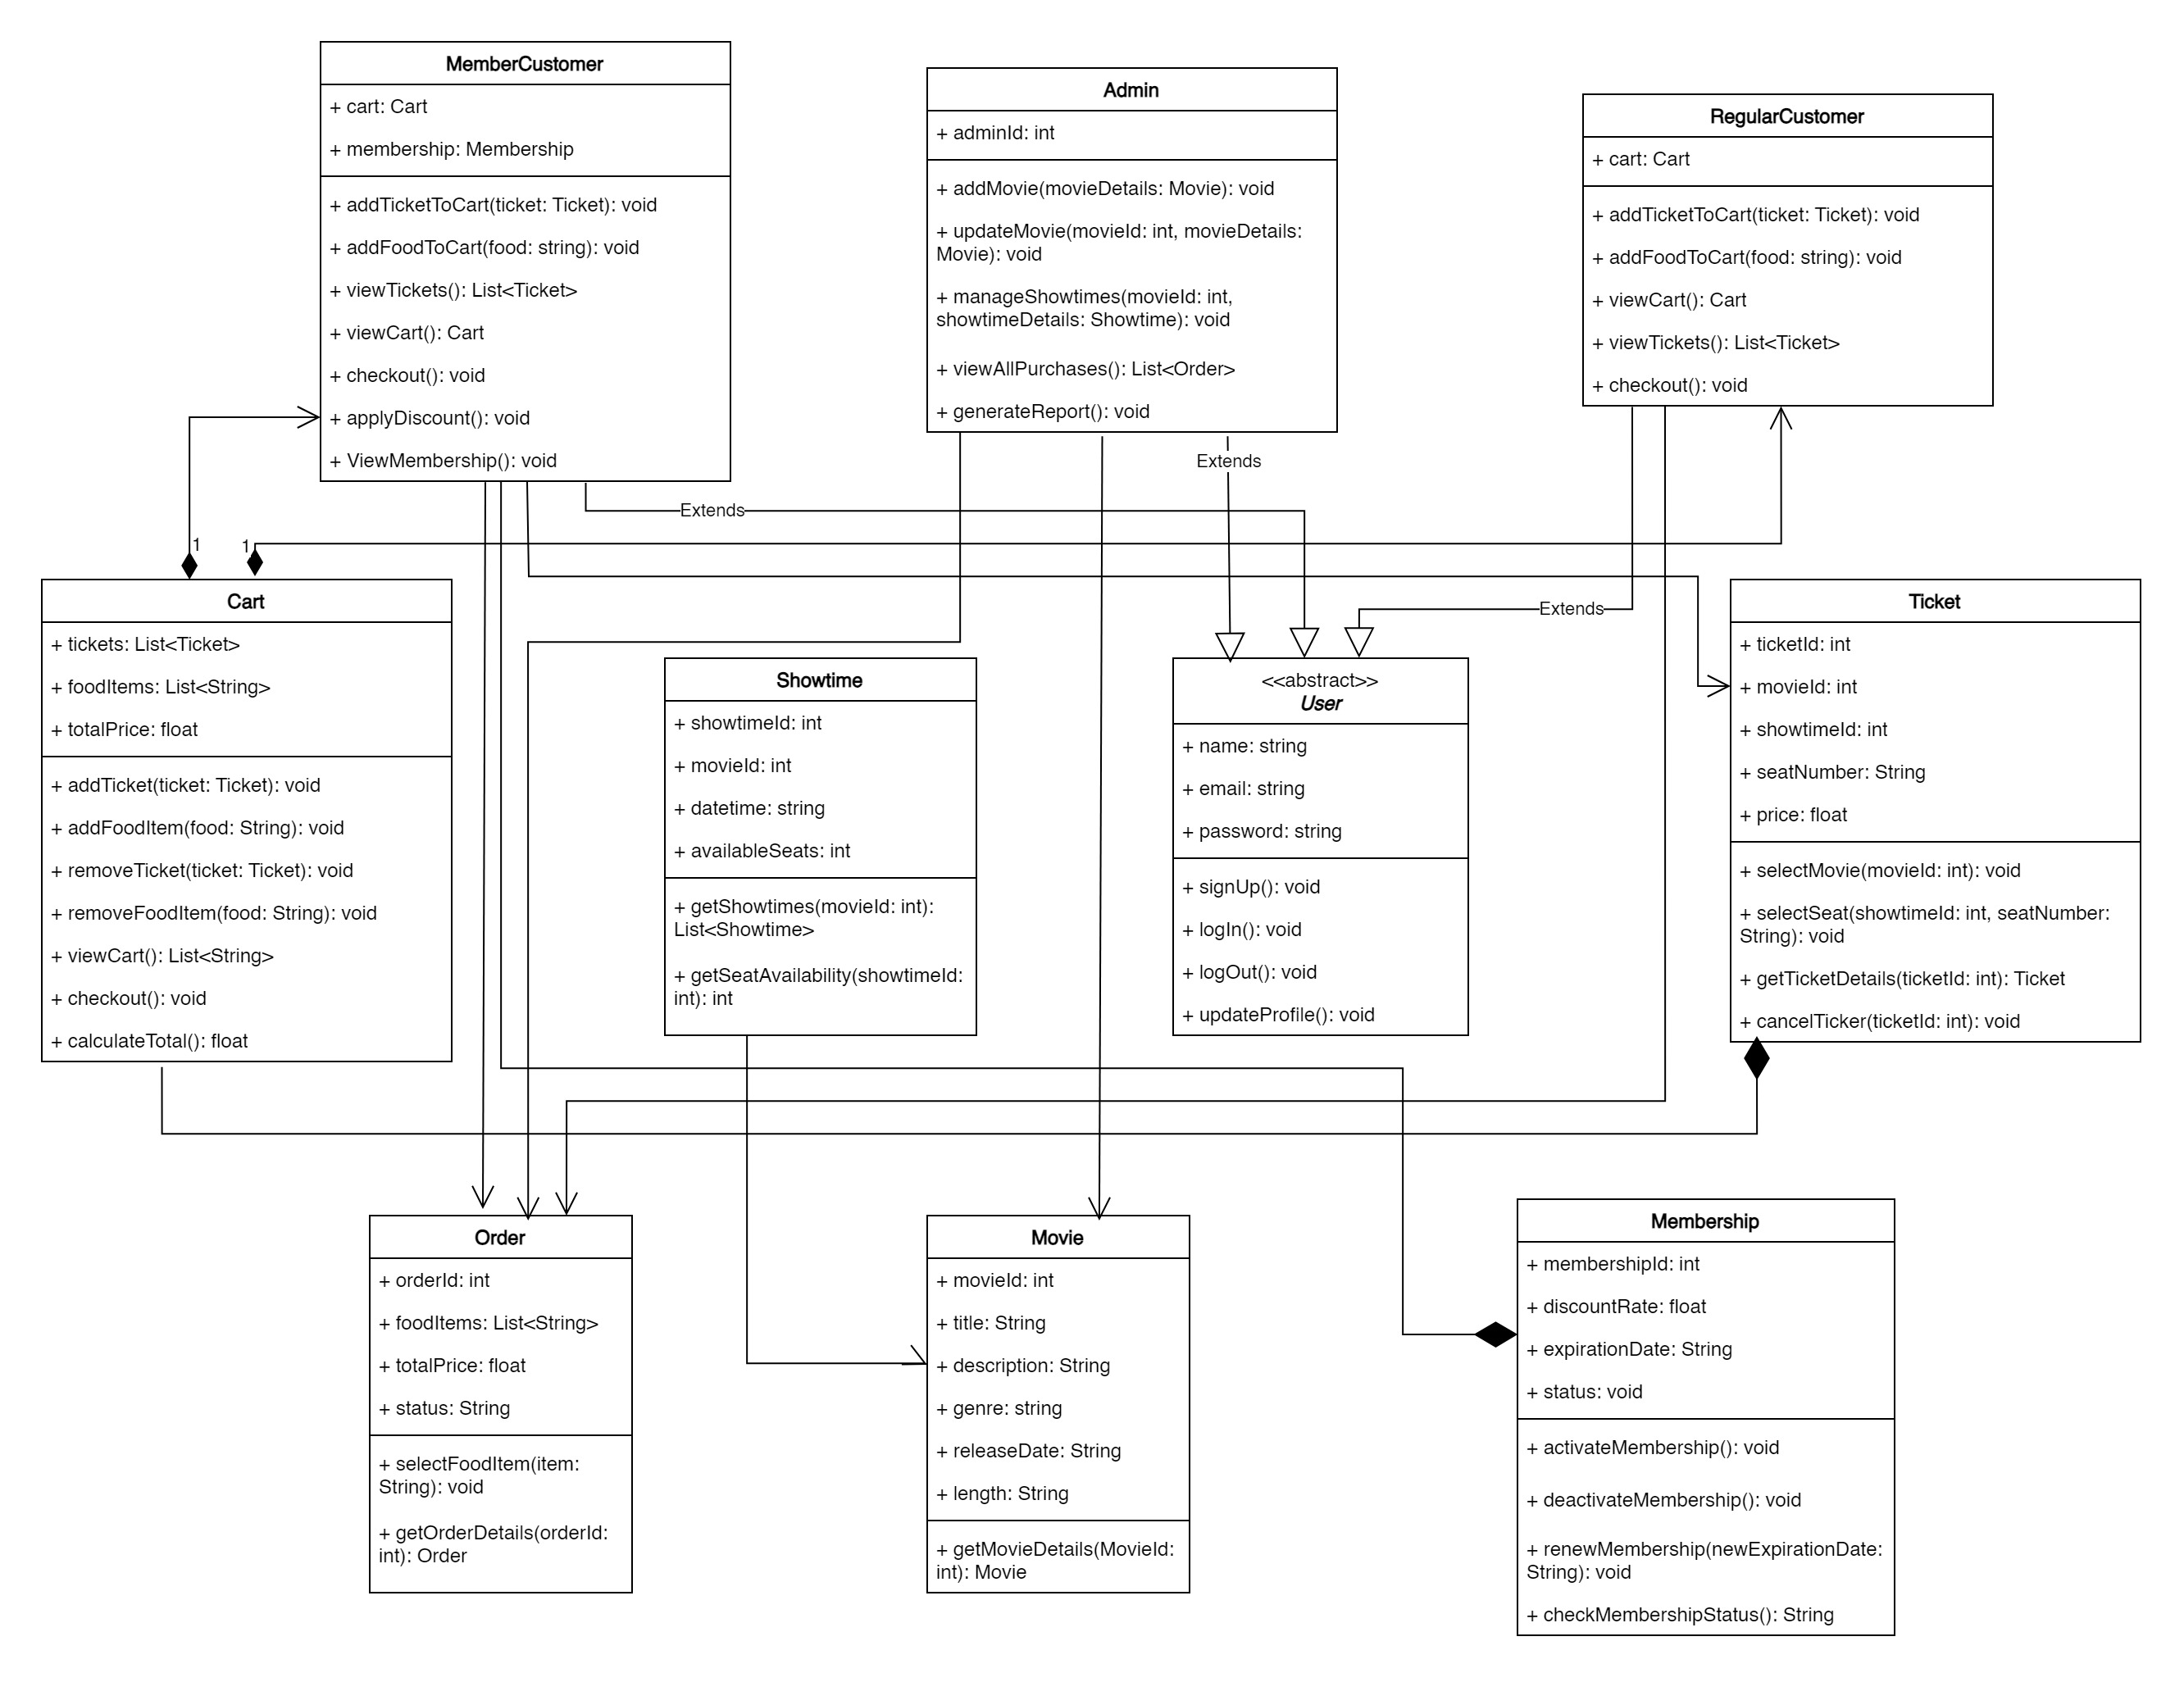 MemberCustomer
+ cart: Cart
+ membership: Membership
+ addTicketToCart(ticket: Ticket): void
+ addFoodToCart(food: string): void
+ viewTickets(): List<Ticket>
+ viewCart(): Cart
+ checkout(): void
+ applyDiscount(): void
+ ViewMembership(): void
Admin
+ adminId: int
+ addMovie(movieDetails: Movie): void
+ updateMovie(movieId: int, movieDetails:
Movie): void
+ manageShowtimes(movieId: int,
showtimeDetails: Showtime): void
+ viewAllPurchases(): List<Order>
+ generateReport(): void
RegularCustomer
+ cart: Cart
+ addTicketToCart(ticket: Ticket): void
+ addFoodToCart(food: string): void
+ viewCart(): Cart
+ viewTickets(): List<Ticket>
+ checkout(): void
Extends
Extends
Extends
1
1
Cart
+ tickets: List<Ticket>
+ foodItems: List<String>
+ totalPrice: float
+ addTicket(ticket: Ticket): void
+ addFoodItem(food: String): void
+ removeTicket(ticket: Ticket): void
+ removeFoodItem(food: String): void
+ viewCart(): List<String>
+ checkout(): void
+ calculateTotal(): float
Showtime
+ showtimeId: int
+ movieId: int
+ datetime: string
+ availableSeats: int
+ getShowtimes(movieId: int):
List<Showtime>
+ getSeatAvailability(showtimeId:
int): int
<<abstract>>
User
+ name: string
+ email: string
+ password: string
+ signUp(): void
+ logIn(): void
+ logOut(): void
+ updateProfile(): void
Ticket
+ ticketId: int
+ movieId: int
+ showtimeId: int
+ seatNumber: String
+ price: float
+ selectMovie(movieId: int): void
+ selectSeat(showtimeId: int, seatNumber:
String): void
+ getTicketDetails(ticketId: int): Ticket
+ cancelTicker(ticketId: int): void
Order
+ orderId: int
+ foodItems: List<String>
+ totalPrice: float
+ status: String
+ selectFoodItem(item:
String): void
+ getOrderDetails(orderId:
int): Order
Movie
+ movieId: int
+ title: String
+ description: String
+ genre: string
+ releaseDate: String
+ length: String
+ getMovieDetails(MovieId:
int): Movie
Membership
+ membershipId: int
+ discountRate: float
+ expirationDate: String
+ status: void
+ activateMembership(): void
+ deactivateMembership(): void
+ renewMembership(newExpirationDate:
String): void
+ checkMembershipStatus(): String